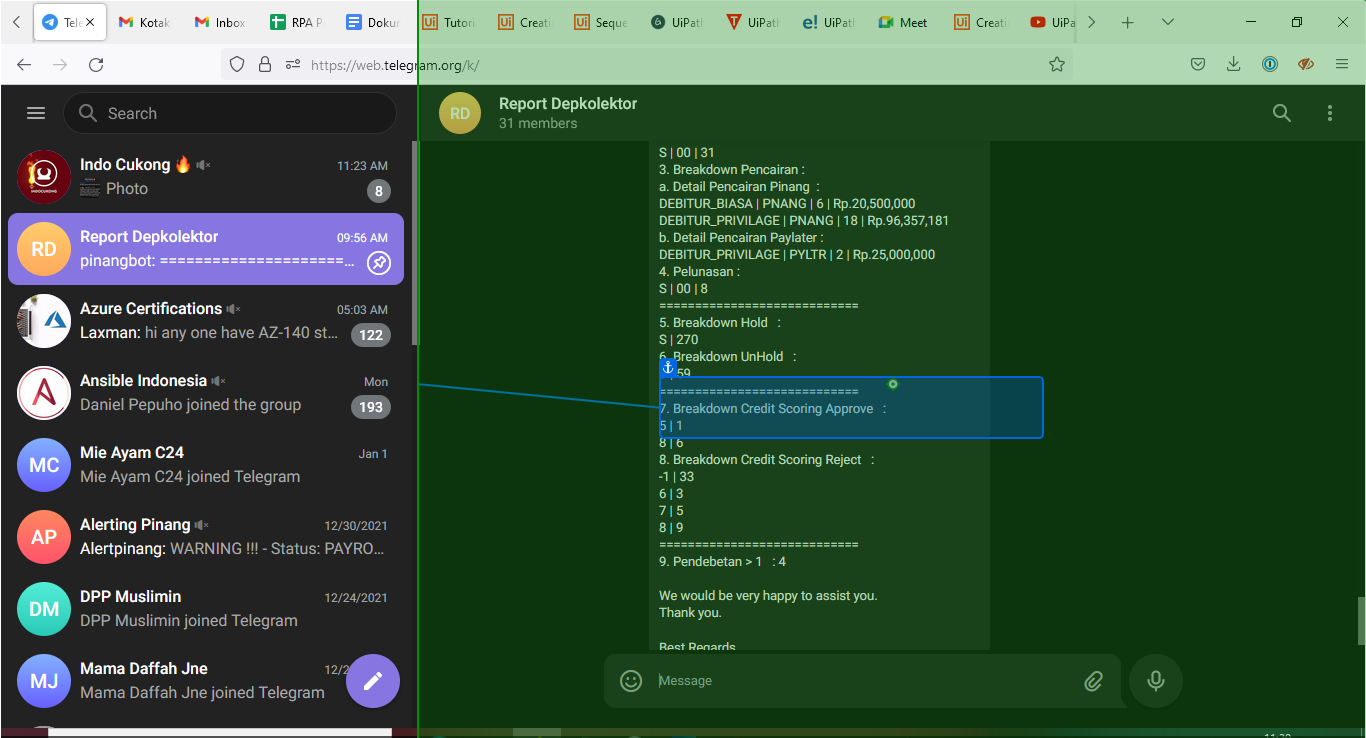 Tele
Kotak
Inbox
RPA P
Dokur
Ui Tutori
Ui Creati
Ui Seque
UiPat
UiPath
e! UiPath
Meet
Ui Creati
UiPa
https://web.telegram.org/k/
Search
Indo Cukong 11:23 AM
Photo 8
RD Report Depkolektor 09:56 AM
pinangbot: =====================...
Azure Certifications 05:03 AM
Laxman: hi any one have AZ-140 st... 122
Ansible Indonesia Mon
Daniel Pepuho joined the group 193
MC Mie Ayam C24 Jan 1
Mie Ayam C24 joined Telegram
AP Alerting Pinang 12/30/2021
Alertpinang: WARNING !!! - Status: PAYRO...
DM DPP Muslimin 12/24/2021
DPP Muslimin joined Telegram
MJ Mama Daffah Jne 12/2
Mama Daffah Jne joined Telegram
RD Report Depkolektor
31 members
S | 00 | 31
3. Breakdown Pencairan :
a. Detail Pencairan Pinang :
DEBITUR_BIASA | PNANG | 6 | Rp.20,500,000
DEBITUR_PRIVILAGE | PNANG | 18 | Rp.96,357,181
b. Detail Pencairan Paylater :
DEBITUR_PRIVILAGE | PYLTR | 2 | Rp.25,000,000
4. Pelunasan :
S | 00 | 8
============================
5. Breakdown Hold :
S | 270
6. Breakdown UnHold :
| 59
============================
7. Breakdown Credit Scoring Approve :
5 | 1
8 | 6
8. Breakdown Credit Scoring Reject :
-1 | 33
6 | 3
7 | 5
8 | 9
============================
9. Pendebetan > 1 : 4
We would be very happy to assist you.
Thank you.
Best Regards
Message